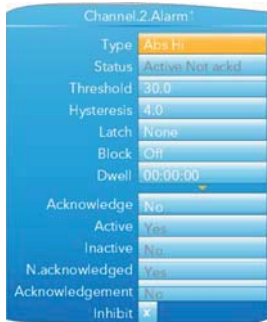 Channel.2.Alarm1
Type Abs Hi
Status Active Not ackd
Threshold 30.0
Hysteresis 4.0
Latch None
Block Off
Dwell 00:00:00
Acknowledge No
Active Yes
Inactive No
N.acknowledged Yes
Acknowledgement No
Inhibit x